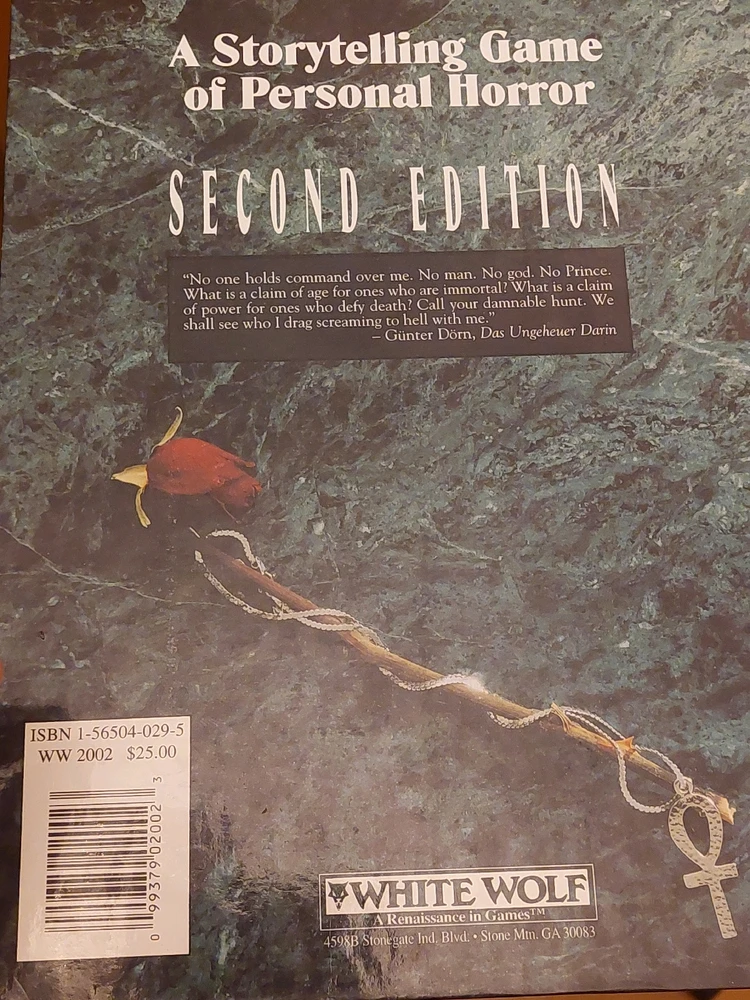 A Storytelling Game
of Personal Horror
SECOND EDITION
“No one holds command over me. No man. No god. No Prince.
What is a claim of age for ones who are immortal? What is a claim
of power for ones who defy death? Call your damnable hunt. We
shall see who I drag screaming to hell with me.”
– Günter Dörn, Das Ungeheuer Darin
ISBN 1-56504-029-5
WW 2002 $25.00
0 99379 02002 3
WHITE WOLF
A Renaissance in Games™
4598B Stonegate Ind. Blvd. • Stone Mtn. GA 30083